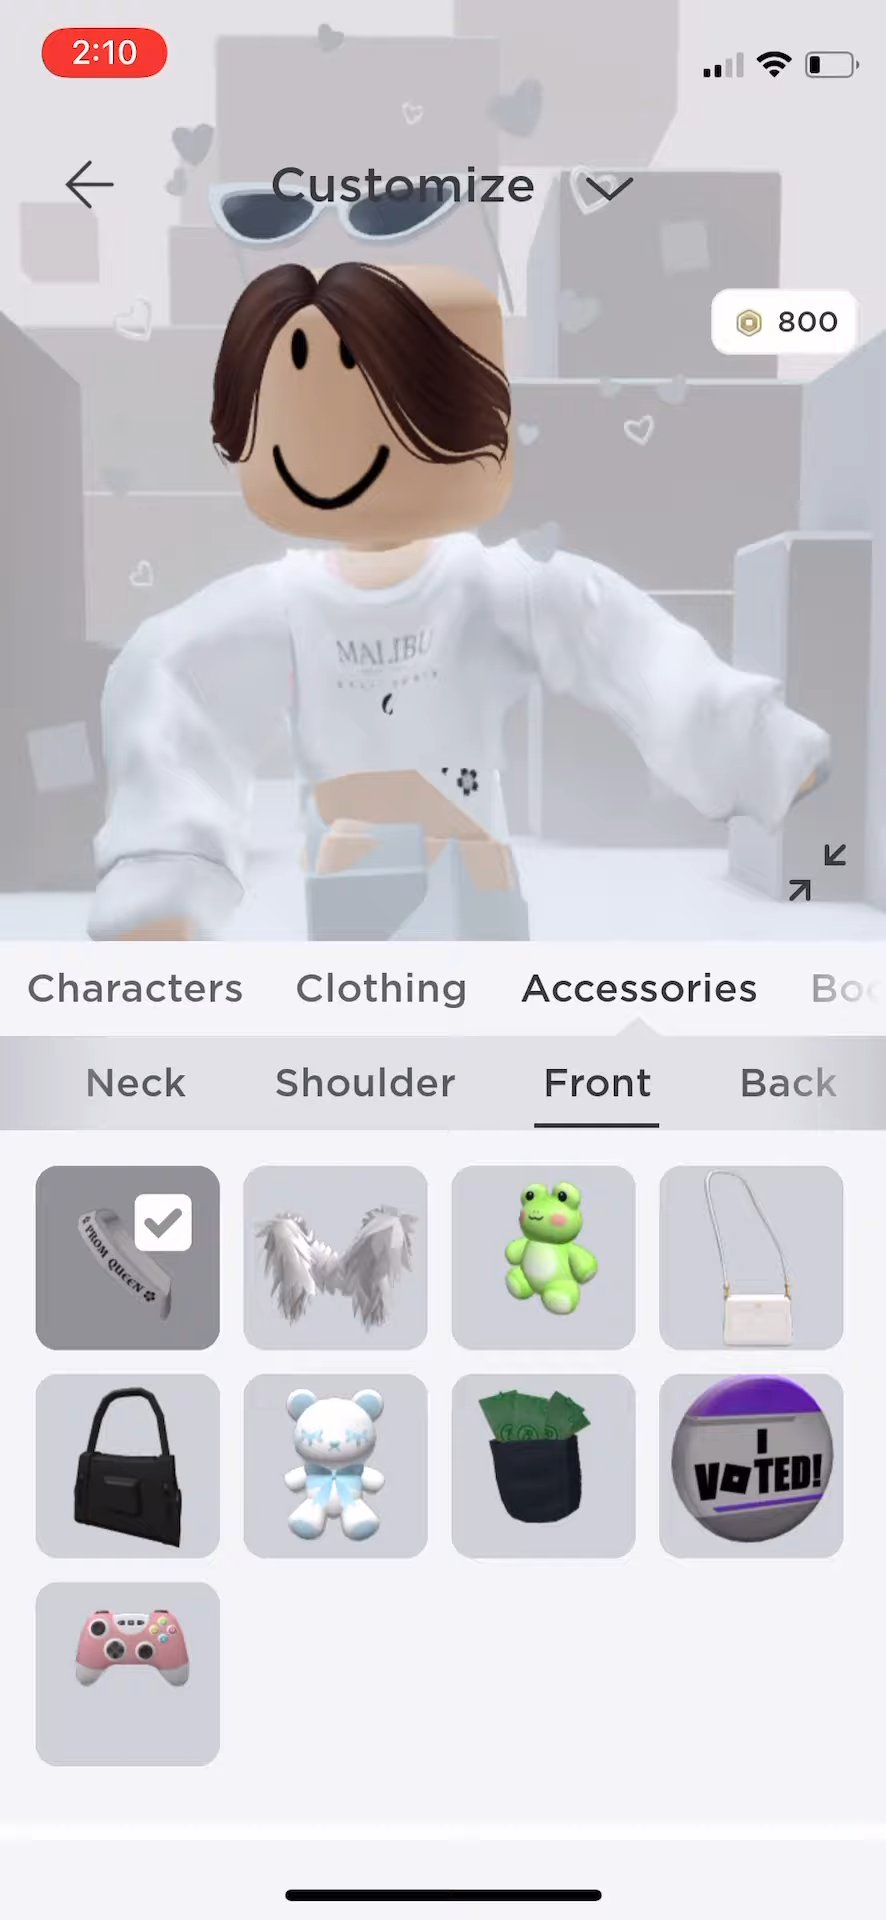 2:10
Customize
800
MALIBU
Characters Clothing Accessories
Neck Shoulder Front Back
PROM QUEEN
I
VOTED!